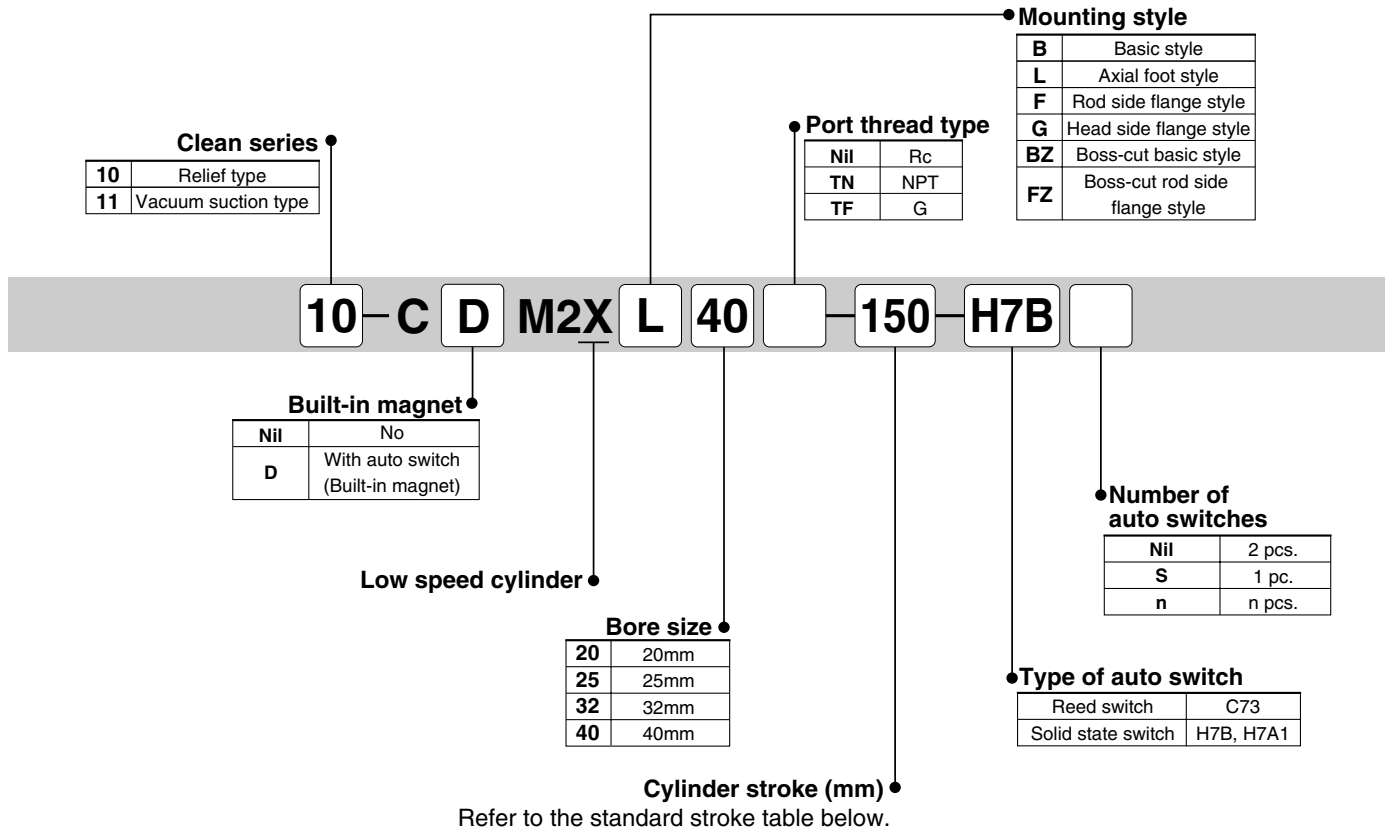 Mounting style
B Basic style
L Axial foot style
F Rod side flange style
G Head side flange style
BZ Boss-cut basic style
FZ Boss-cut rod side
flange style
Port thread type
Nil Rc
TN NPT
TF G
Clean series
10 Relief type
11 Vacuum suction type
10-C D M2X L 40 -150-H7B
Built-in magnet
Nil No
D With auto switch
(Built-in magnet)
Low speed cylinder
Bore size
20 20mm
25 25mm
32 32mm
40 40mm
Number of
auto switches
Nil 2 pcs.
S 1 pc.
n n pcs.
Type of auto switch
Reed switch C73
Solid state switch H7B, H7A1
Cylinder stroke (mm)
Refer to the standard stroke table below.